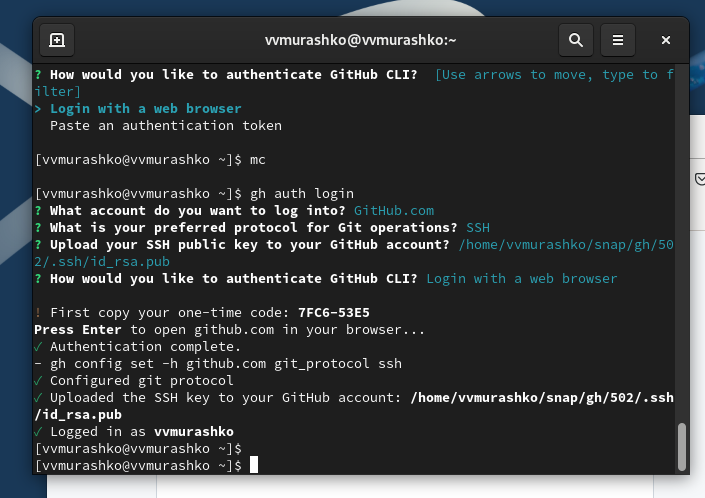 vvmurashko@vvmurashko:~
? How would you like to authenticate GitHub CLI?  [Use arrows to move, type to f
ilter]
> Login with a web browser
  Paste an authentication token
[vvmurashko@vvmurashko ~]$ mc
[vvmurashko@vvmurashko ~]$ gh auth login
? What account do you want to log into? GitHub.com
? What is your preferred protocol for Git operations? SSH
? Upload your SSH public key to your GitHub account? /home/vvmurashko/snap/gh/50
2/.ssh/id_rsa.pub
? How would you like to authenticate GitHub CLI? Login with a web browser
! First copy your one-time code: 7FC6-53E5
Press Enter to open github.com in your browser...
✓ Authentication complete.
- gh config set -h github.com git_protocol ssh
✓ Configured git protocol
✓ Uploaded the SSH key to your GitHub account: /home/vvmurashko/snap/gh/502/.ssh
/id_rsa.pub
✓ Logged in as vvmurashko
[vvmurashko@vvmurashko ~]$
[vvmurashko@vvmurashko ~]$